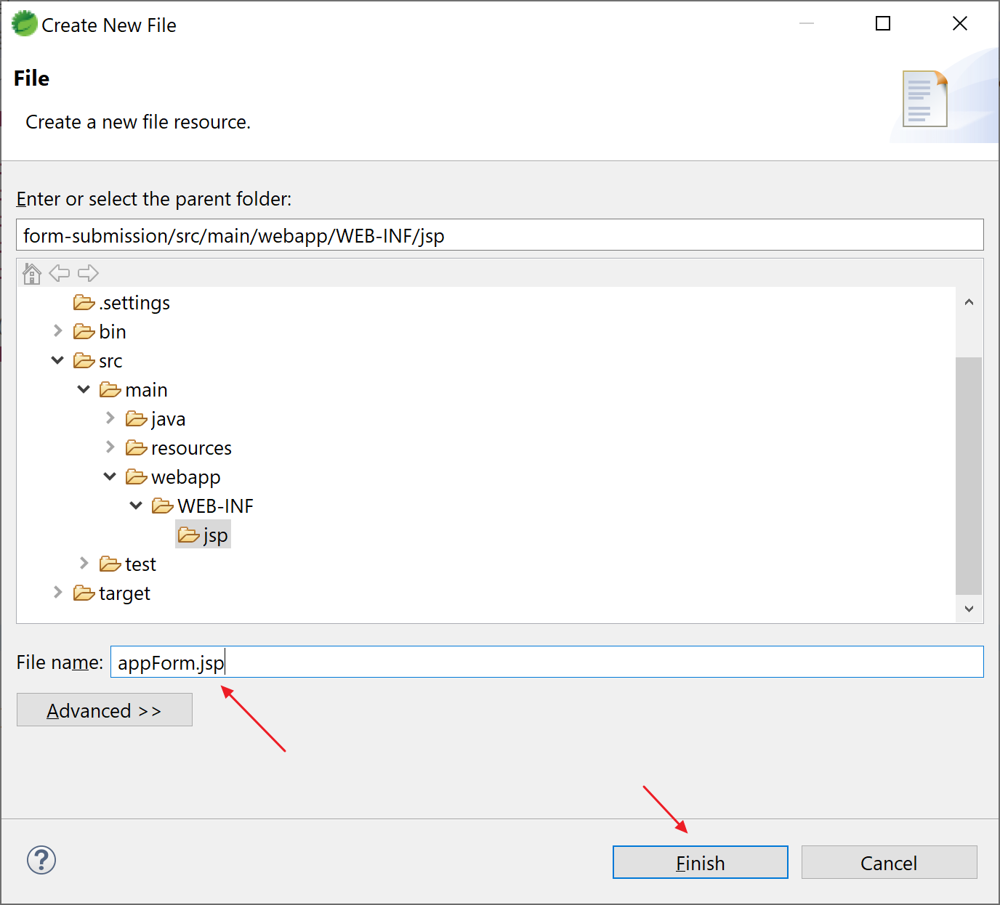 Create New File
File
Create a new file resource.
Enter or select the parent folder:
form-submission/src/main/webapp/WEB-INF/jsp
.settings
bin
src
main
java
resources
webapp
WEB-INF
jsp
test
target
File name: appForm.jsp
Advanced >>
? Finish Cancel